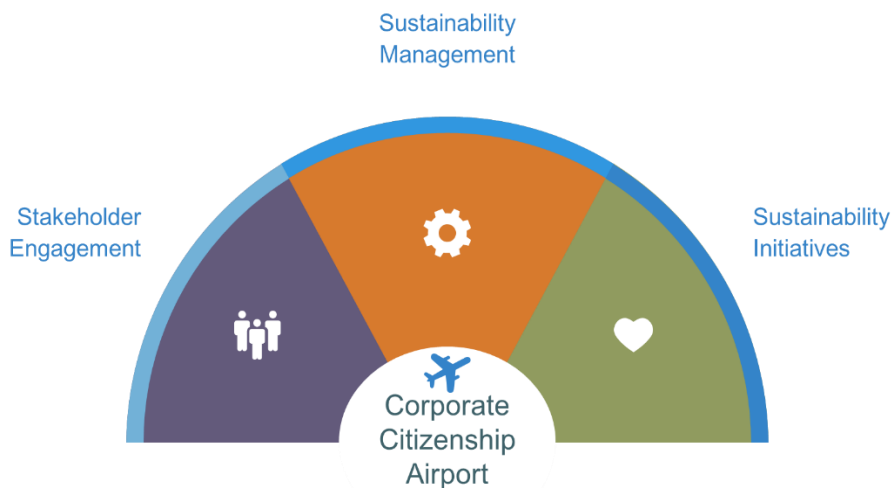 Sustainability
Management
Stakeholder
Engagement
Sustainability
Initiatives
Corporate
Citizenship
Airport